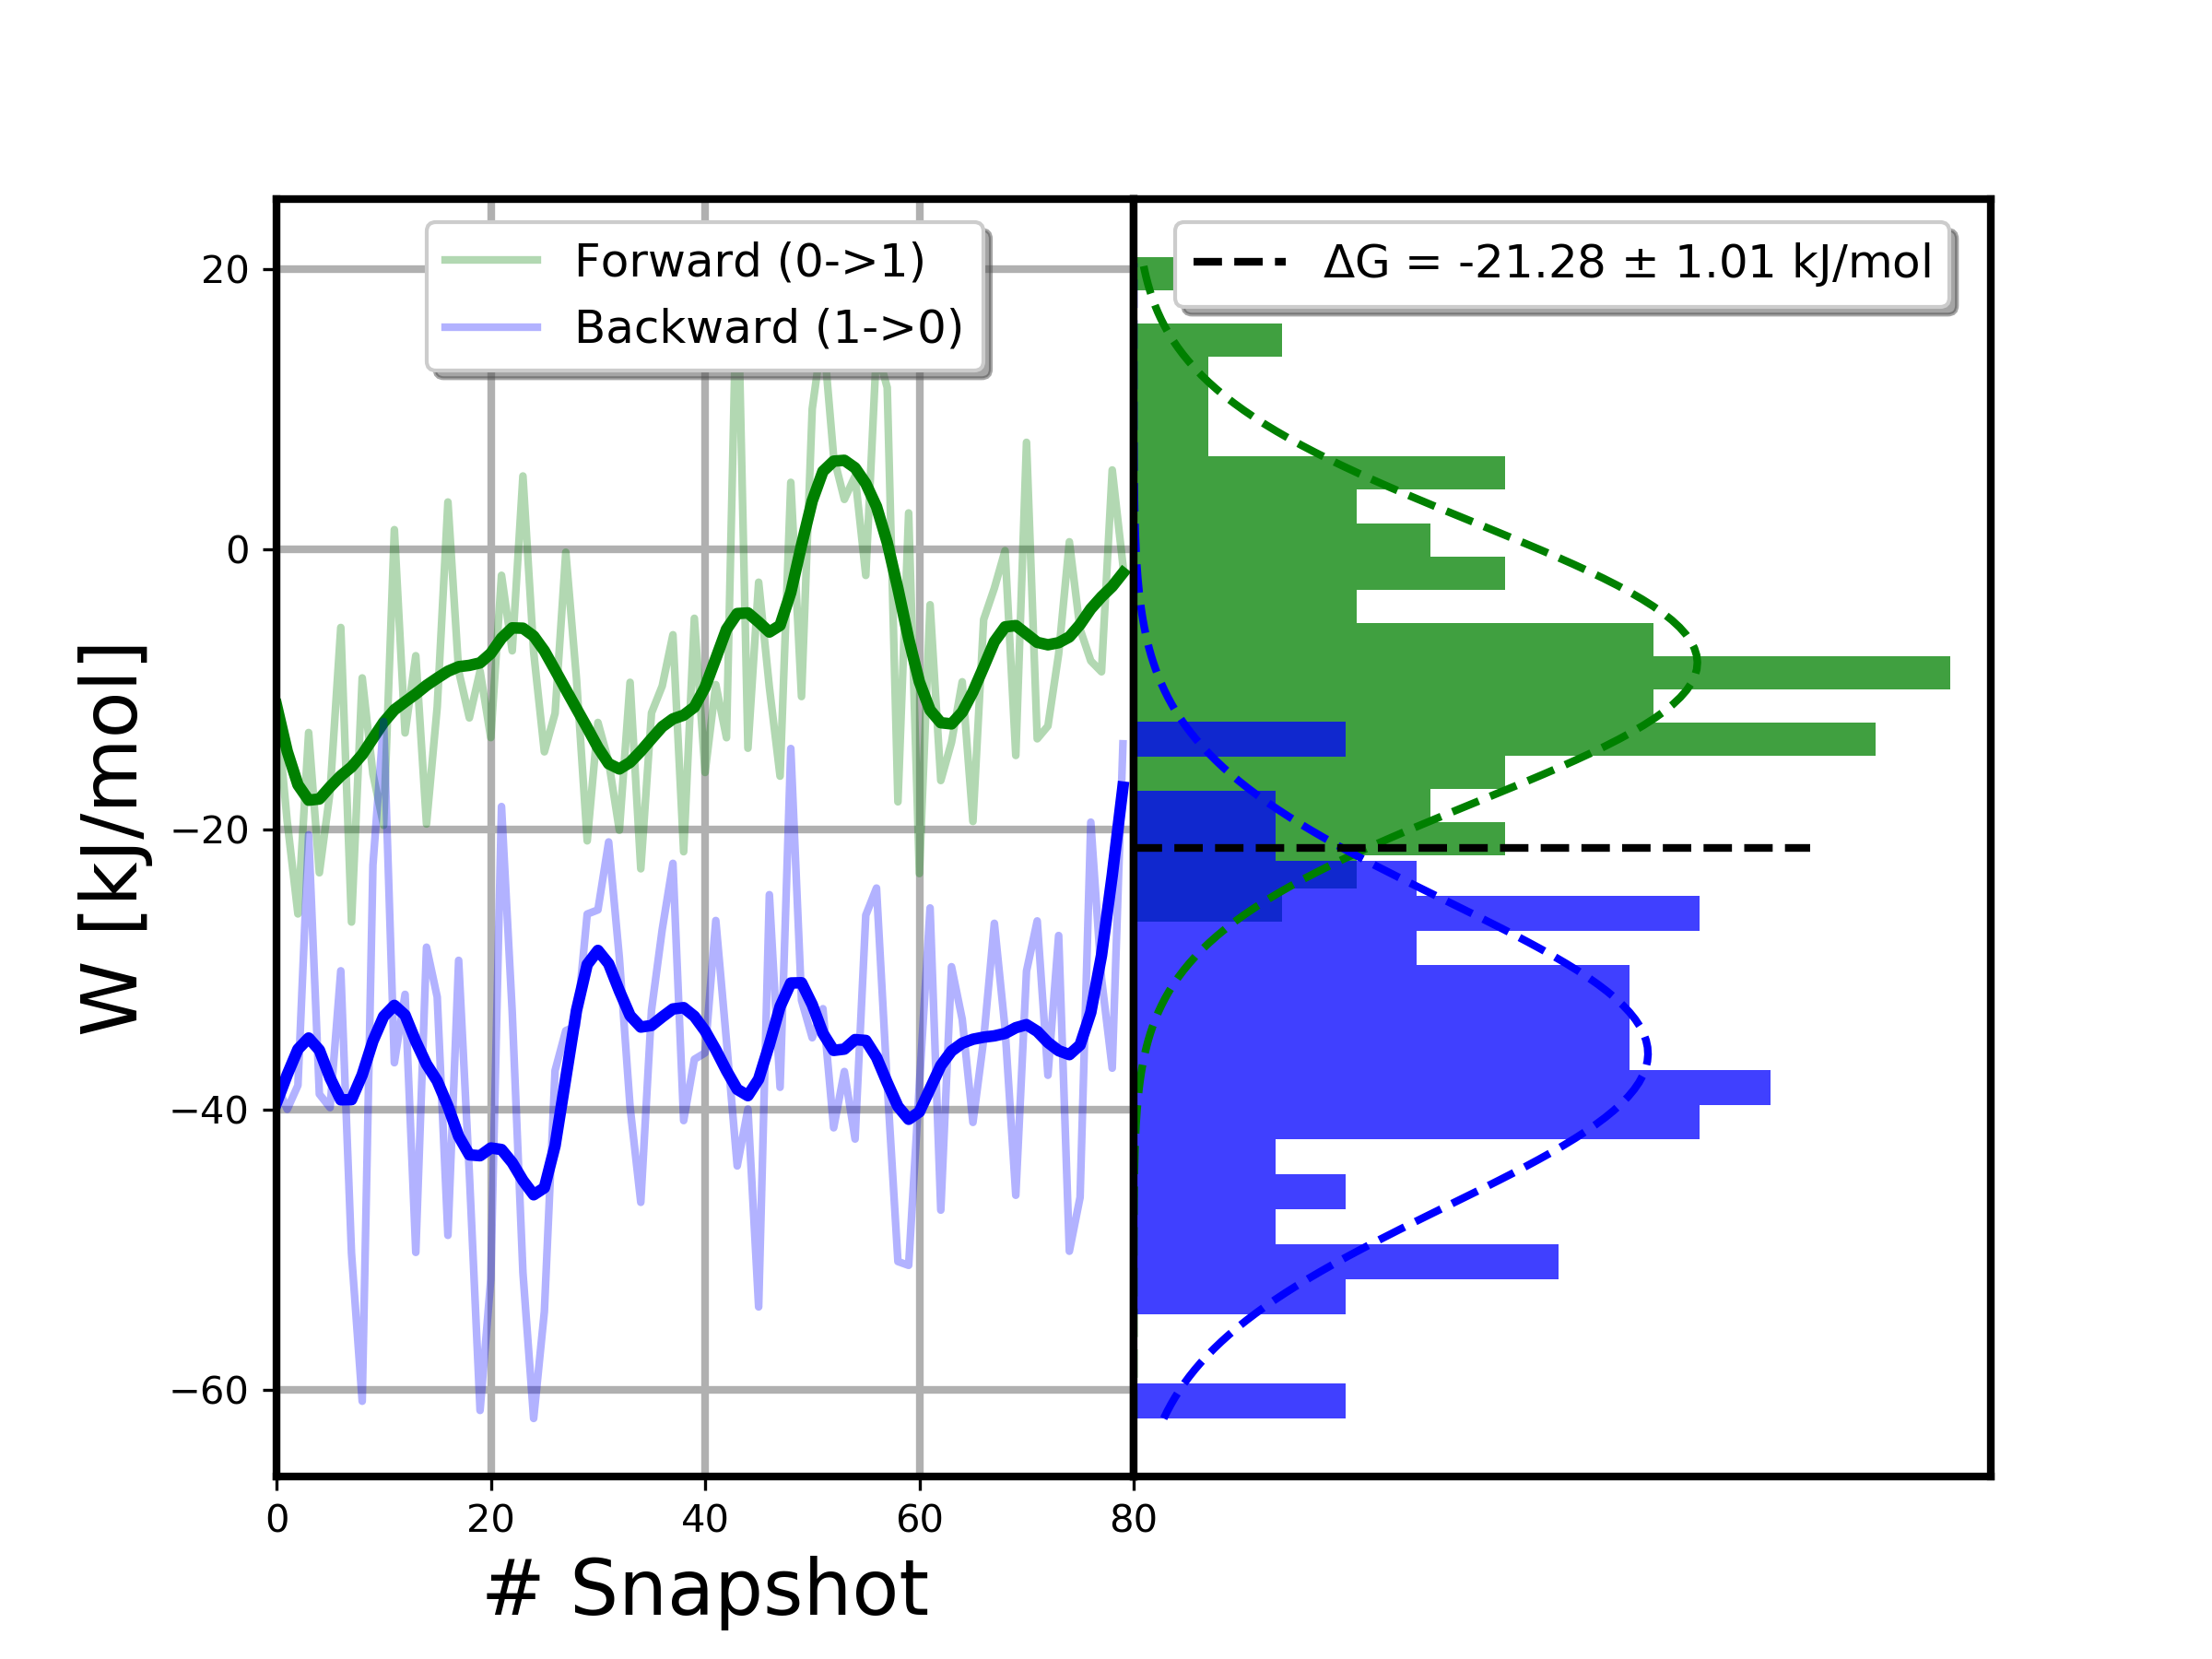 Forward (0->1)
Backward (1->0)
ΔG = -21.28 ± 1.01 kJ/mol
20
0
−20
−40
−60
W [kJ/mol]
0 20 40 60 80
# Snapshot